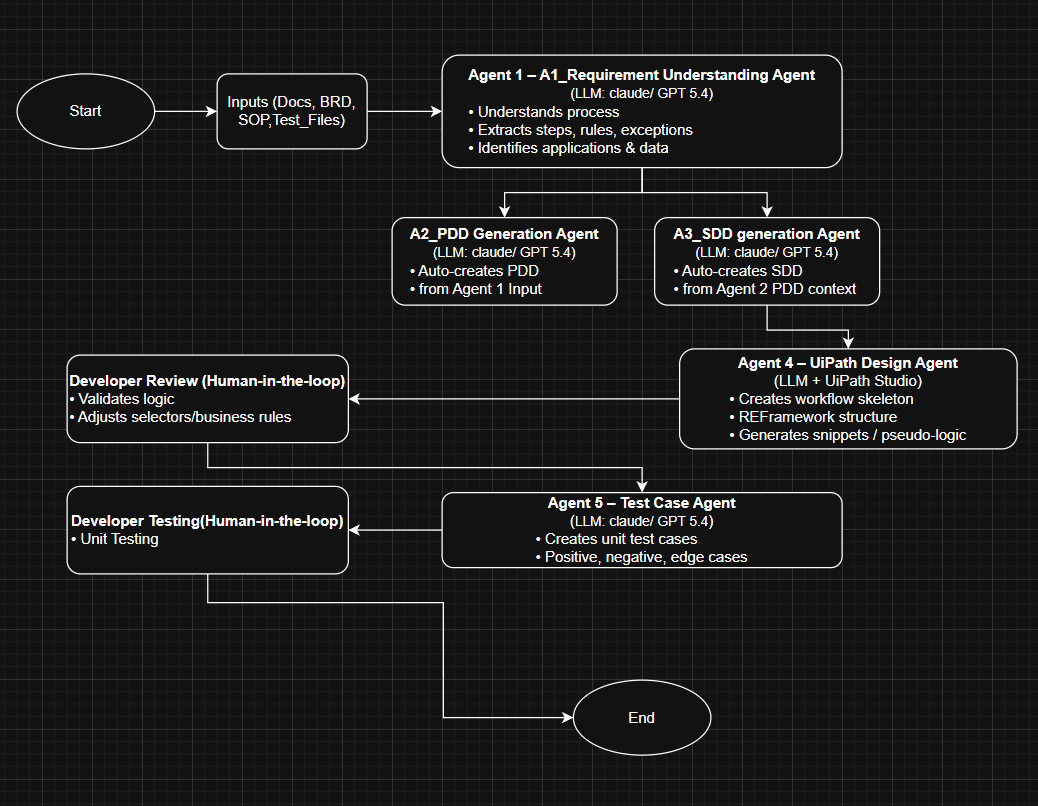 Start
Inputs (Docs, BRD,
SOP,Test_Files)
Agent 1 – A1_Requirement Understanding Agent
(LLM: claude/ GPT 5.4)
• Understands process
• Extracts steps, rules, exceptions
• Identifies applications & data
A2_PDD Generation Agent
(LLM: claude/ GPT 5.4)
• Auto-creates PDD
• from Agent 1 Input
A3_SDD generation Agent
(LLM: claude/ GPT 5.4)
• Auto-creates SDD
• from Agent 2 PDD context
Agent 4 – UiPath Design Agent
(LLM + UiPath Studio)
• Creates workflow skeleton
• REFramework structure
• Generates snippets / pseudo-logic
Developer Review (Human-in-the-loop)
• Validates logic
• Adjusts selectors/business rules
Agent 5 – Test Case Agent
(LLM: claude/ GPT 5.4)
• Creates unit test cases
• Positive, negative, edge cases
Developer Testing(Human-in-the-loop)
• Unit Testing
End